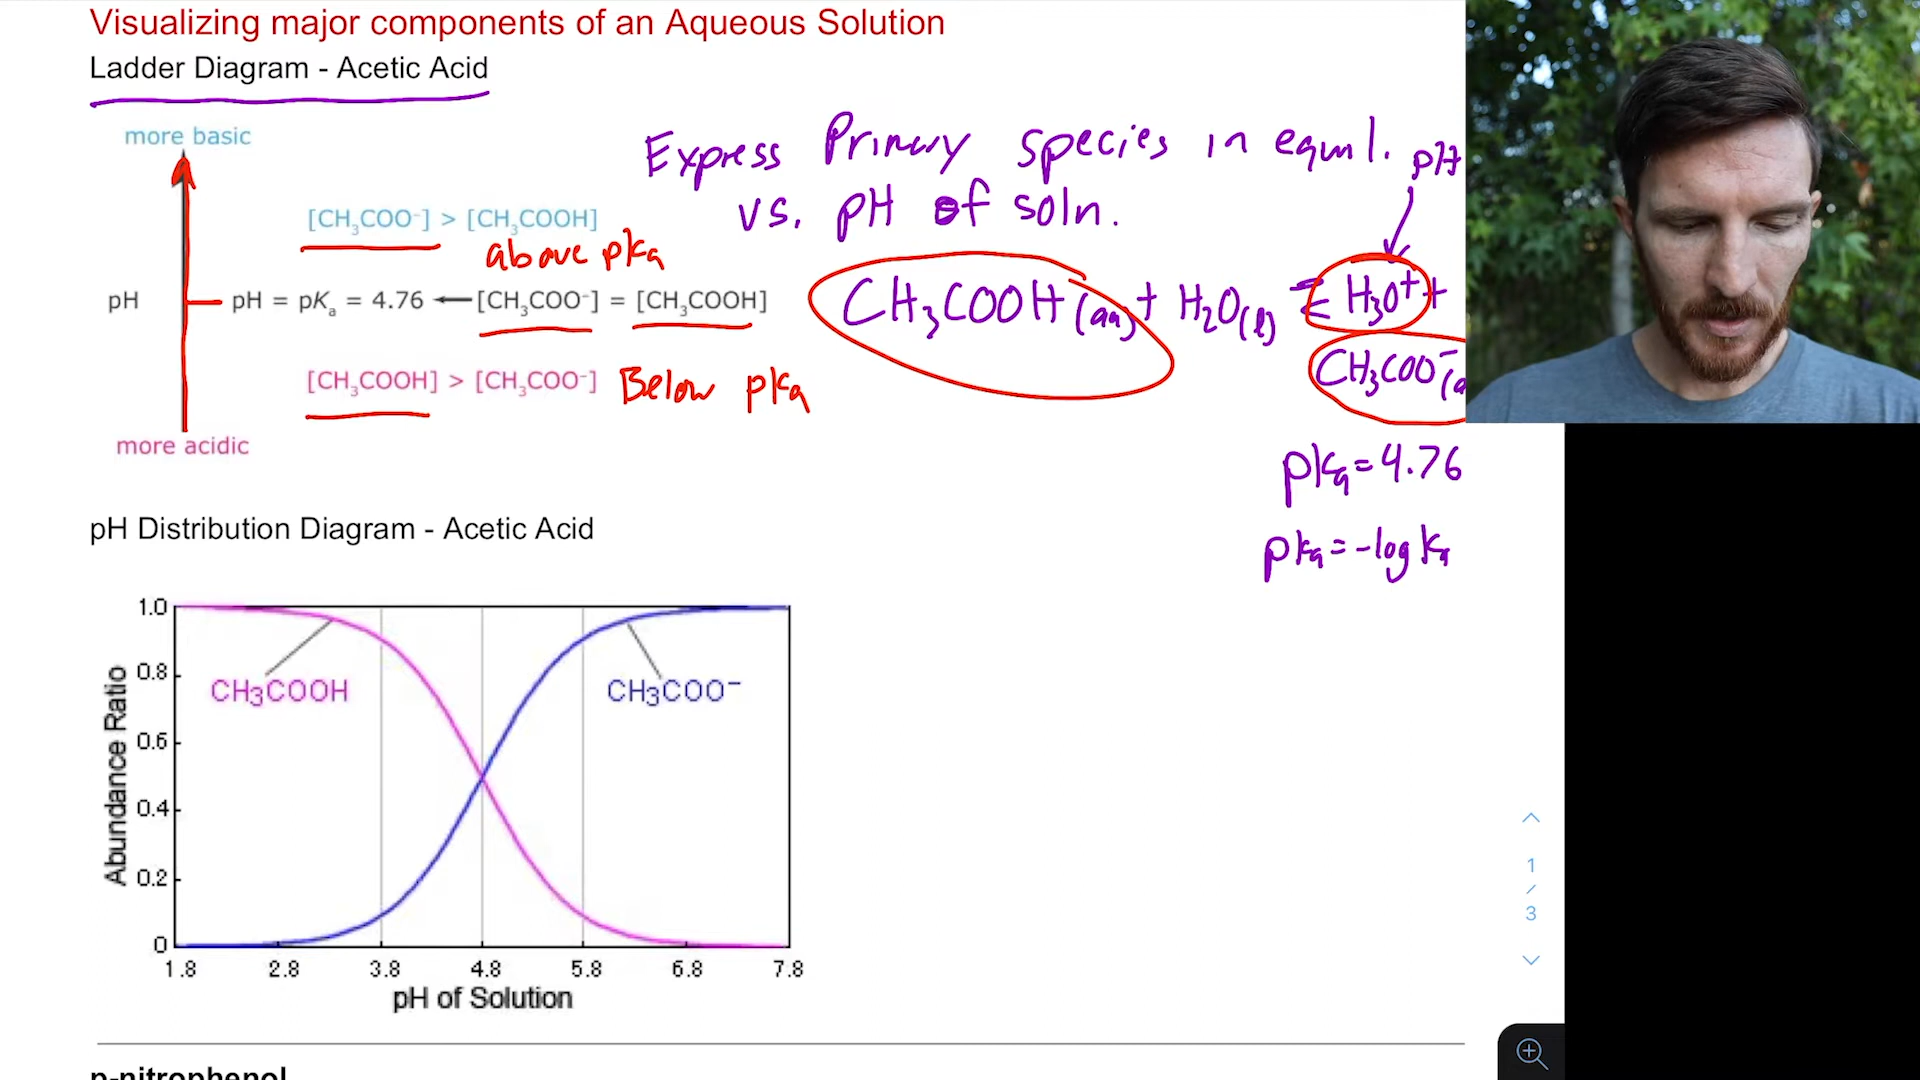 Visualizing major components of an Aqueous Solution
Ladder Diagram - Acetic Acid
more basic
Express Primary species in equil. pH
vs. pH of soln.
[CH₃COO⁻] > [CH₃COOH]
above pKa
pH
pH = pKₐ = 4.76 ← [CH₃COO⁻] = [CH₃COOH]
CH₃COOH(aq) + H₂O(l) ⇌ H₃O⁺ +
CH₃COO⁻(a
[CH₃COOH] > [CH₃COO⁻] Below pKa
more acidic
pKa = 4.76
pKa = -log Ka
pH Distribution Diagram - Acetic Acid
1.0
0.8
0.6
0.4
0.2
0
Abundance Ratio
CH3COOH
CH3COO⁻
1.8 2.8 3.8 4.8 5.8 6.8 7.8
pH of Solution
1
/
3
p-nitrophenol